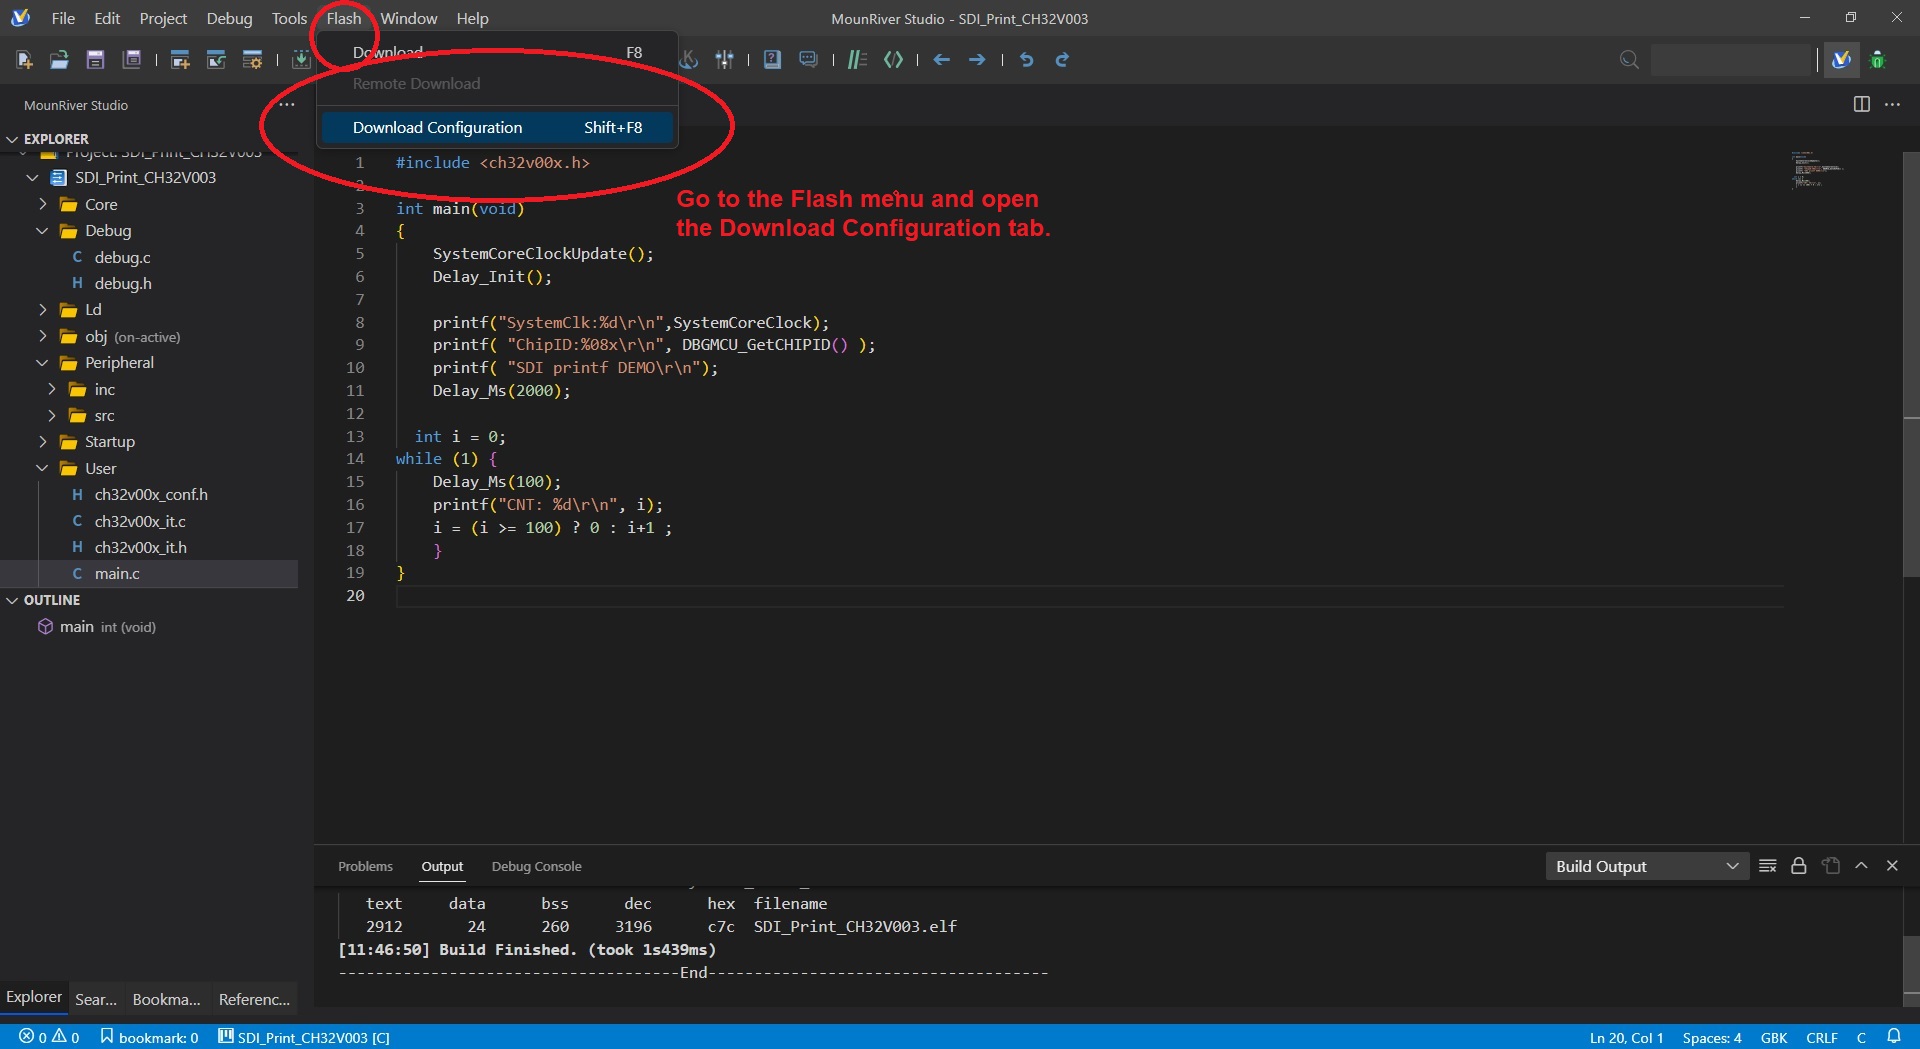 File Edit Project Debug Tools Flash Window Help
MounRiver Studio - SDI_Print_CH32V003
Download F8
Remote Download
Download Configuration Shift+F8
MounRiver Studio
EXPLORER
Project: SDI_Print_CH32V003
SDI_Print_CH32V003
Core
Debug
debug.c
debug.h
Ld
obj (on-active)
Peripheral
inc
src
Startup
User
ch32v00x_conf.h
ch32v00x_it.c
ch32v00x_it.h
main.c
OUTLINE
main int (void)
Go to the Flash menu and open
the Download Configuration tab.
1 #include <ch32v00x.h>
2
3 int main(void)
4 {
5 SystemCoreClockUpdate();
6 Delay_Init();
7
8 printf("SystemClk:%d\r\n",SystemCoreClock);
9 printf( "ChipID:%08x\r\n", DBGMCU_GetCHIPID() );
10 printf( "SDI printf DEMO\r\n");
11 Delay_Ms(2000);
12
13 int i = 0;
14 while (1) {
15 Delay_Ms(100);
16 printf("CNT: %d\r\n", i);
17 i = (i >= 100) ? 0 : i+1 ;
18 }
19 }
20
Problems Output Debug Console
Build Output
text data bss dec hex filename
2912 24 260 3196 c7c SDI_Print_CH32V003.elf
[11:46:50] Build Finished. (took 1s439ms)
-------------------------------------End-------------------------------------
Explorer Sear... Bookma... Referenc...
0 0 bookmark: 0 SDI_Print_CH32V003 [C]
Ln 20, Col 1 Spaces: 4 GBK CRLF C